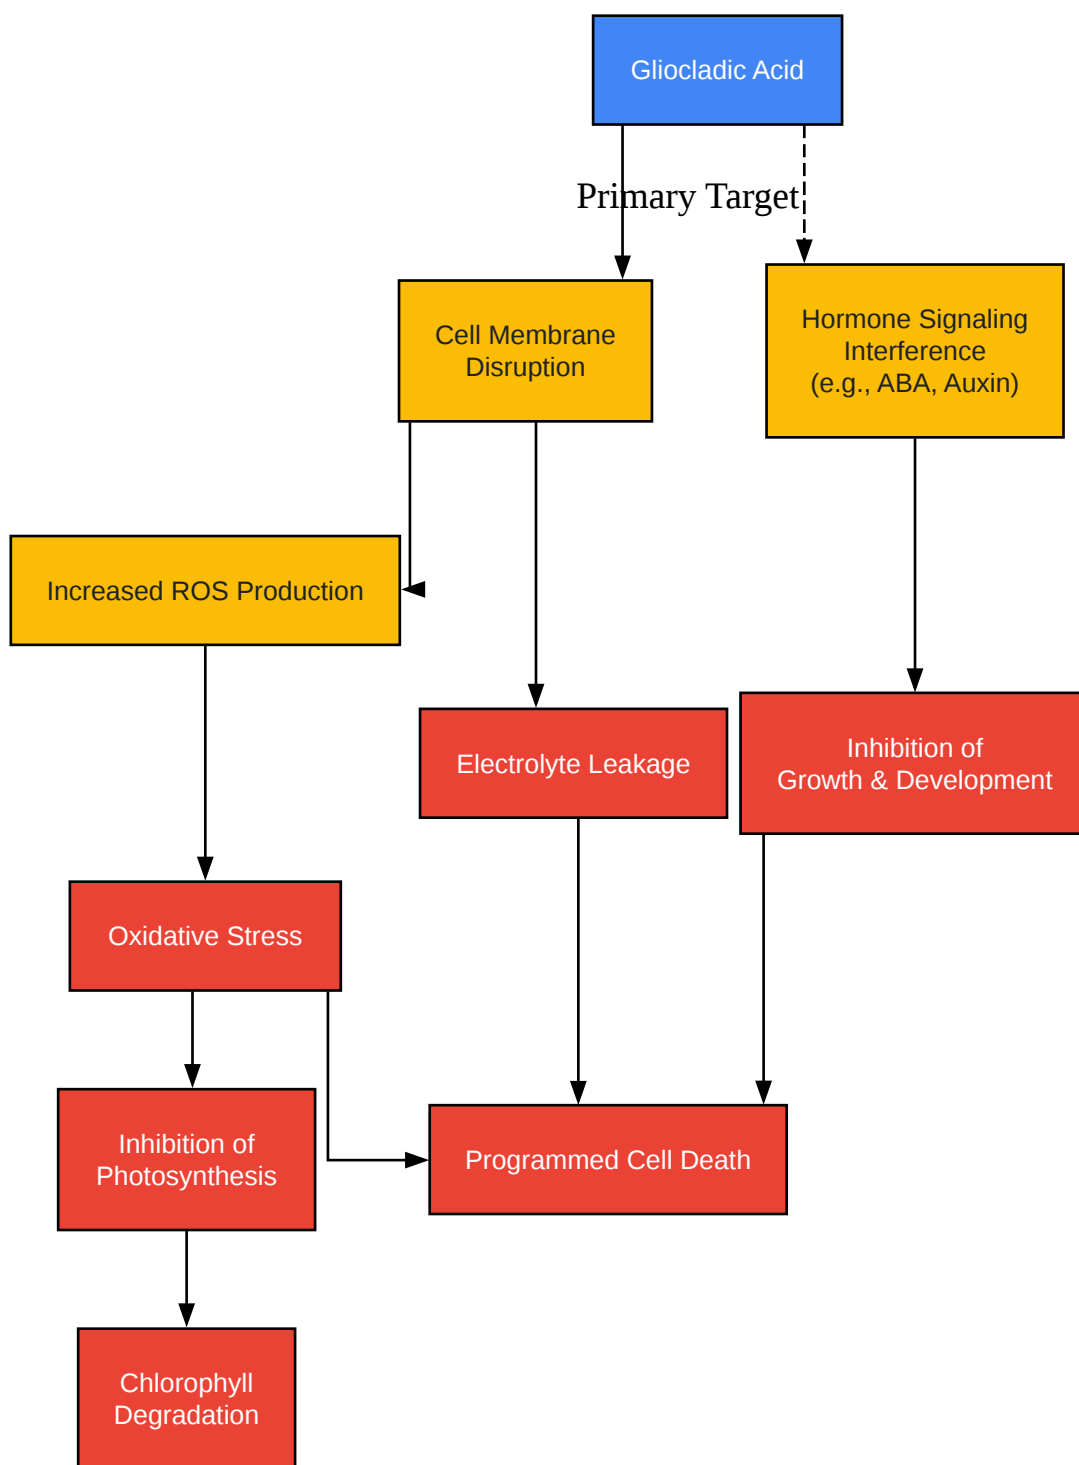 Gliocladic Acid
Primary Target
Cell Membrane
Disruption
Hormone Signaling
Interference
(e.g., ABA, Auxin)
Increased ROS Production
Electrolyte Leakage
Inhibition of
Growth & Development
Oxidative Stress
Inhibition of
Photosynthesis
Programmed Cell Death
Chlorophyll
Degradation